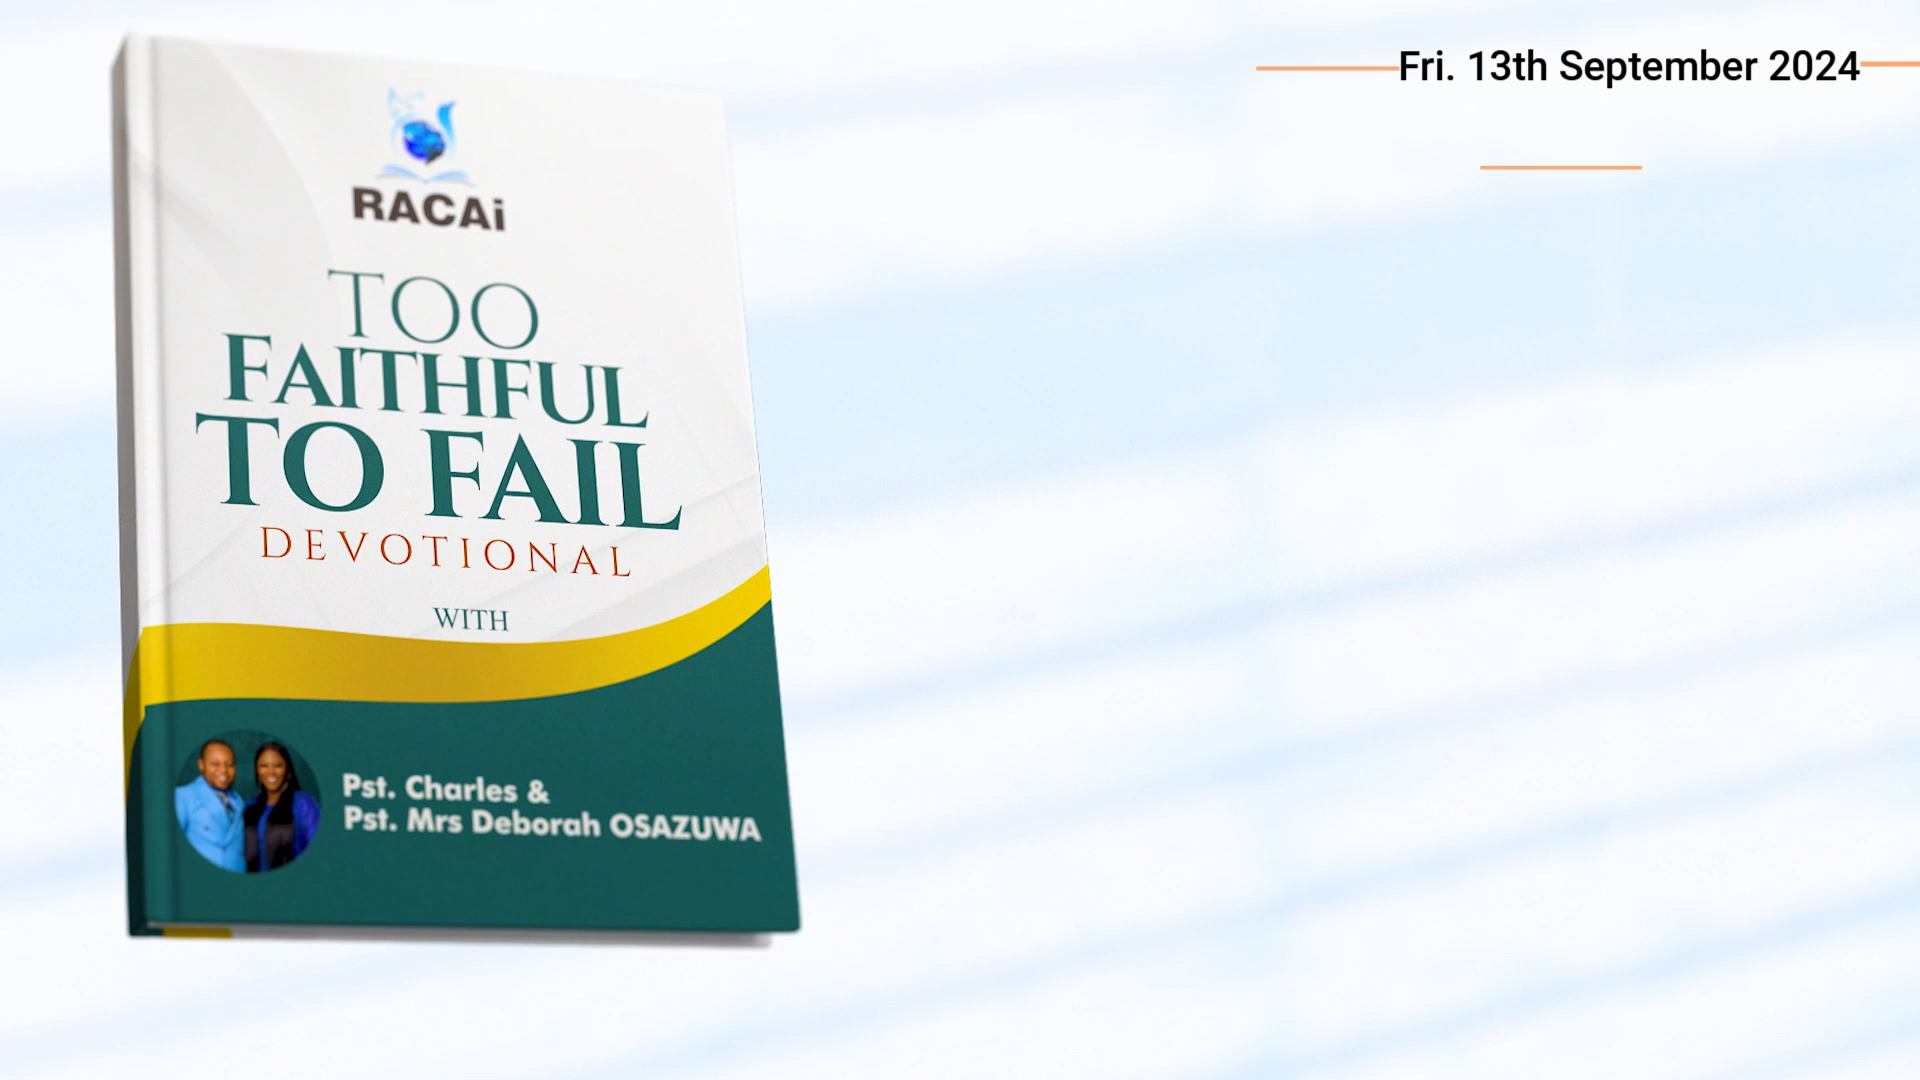 Fri. 13th September 2024
RACAi
TOO
FAITHFUL
TO FAIL
DEVOTIONAL
WITH
Pst. Charles &
Pst. Mrs Deborah OSAZUWA